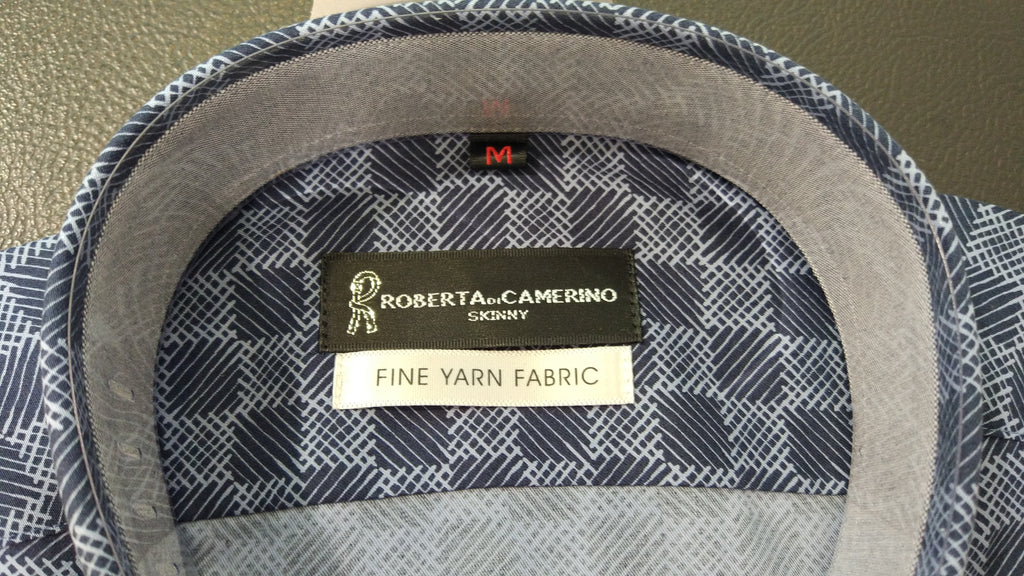 M
ROBERTA DI CAMERINO
SKINNY
FINE YARN FABRIC